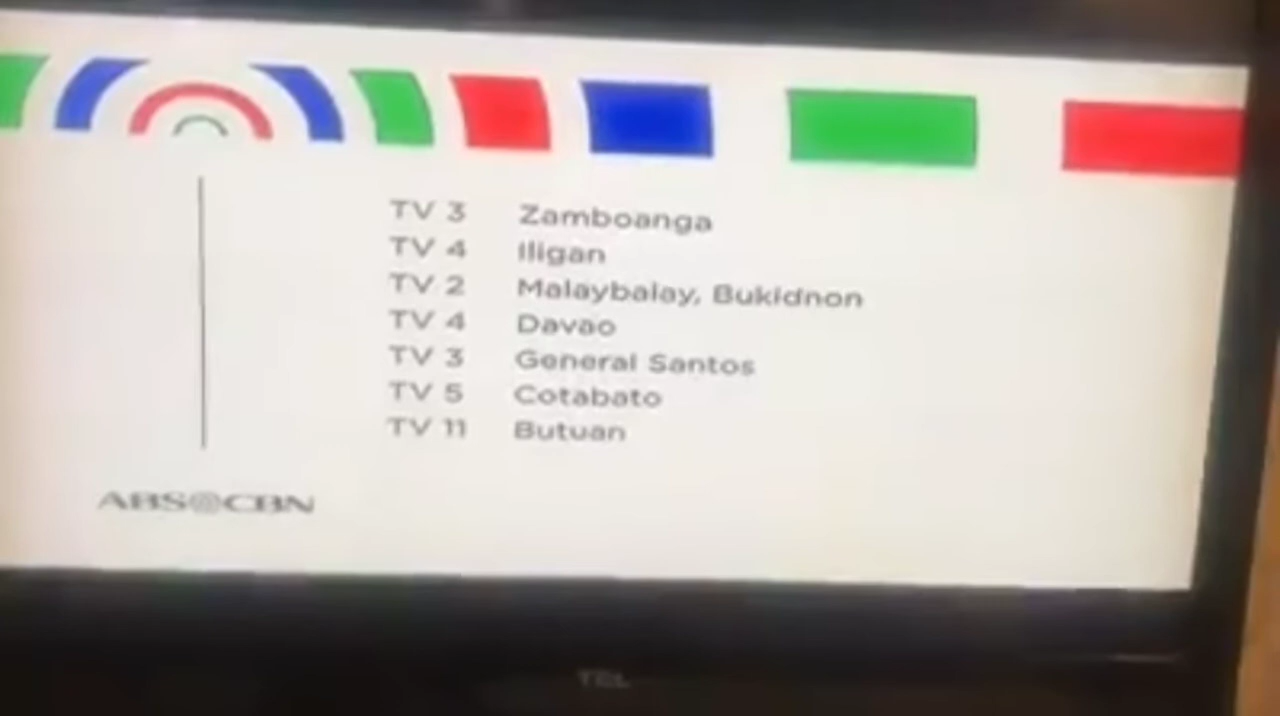 TV 3 Zamboanga
TV 4 Iligan
TV 2 Malaybalay, Bukidnon
TV 4 Davao
TV 3 General Santos
TV 5 Cotabato
TV 11 Butuan
ABS CBN